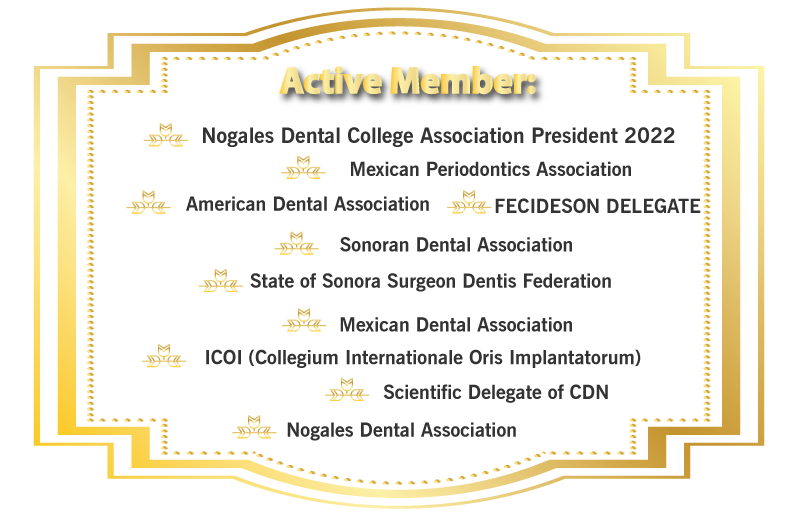 Active Member:
Nogales Dental College Association President 2022
Mexican Periodontics Association
American Dental Association FECIDESON DELEGATE
Sonoran Dental Association
State of Sonora Surgeon Dentis Federation
Mexican Dental Association
ICOI (Collegium Internationale Oris Implantatorum)
Scientific Delegate of CDN
Nogales Dental Association